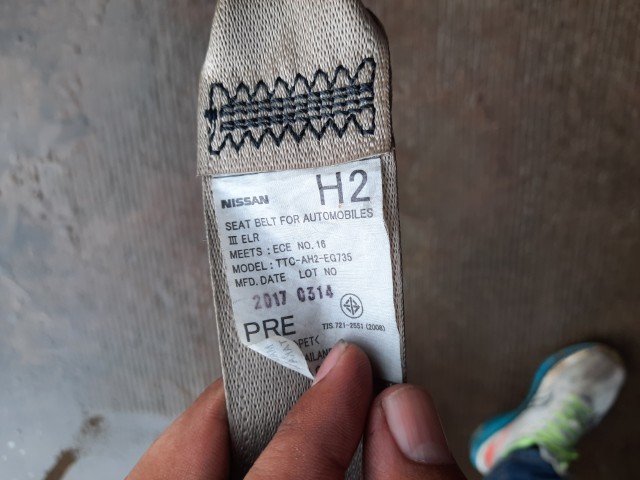 NISSAN H2
SEAT BELT FOR AUTOMOBILES
III ELR
MEETS : ECE NO. 16
MODEL: TTC-AH2-EG735
MFD. DATE LOT NO
2017 0314
PRE
TIS.721-2551 (2008)
PET<